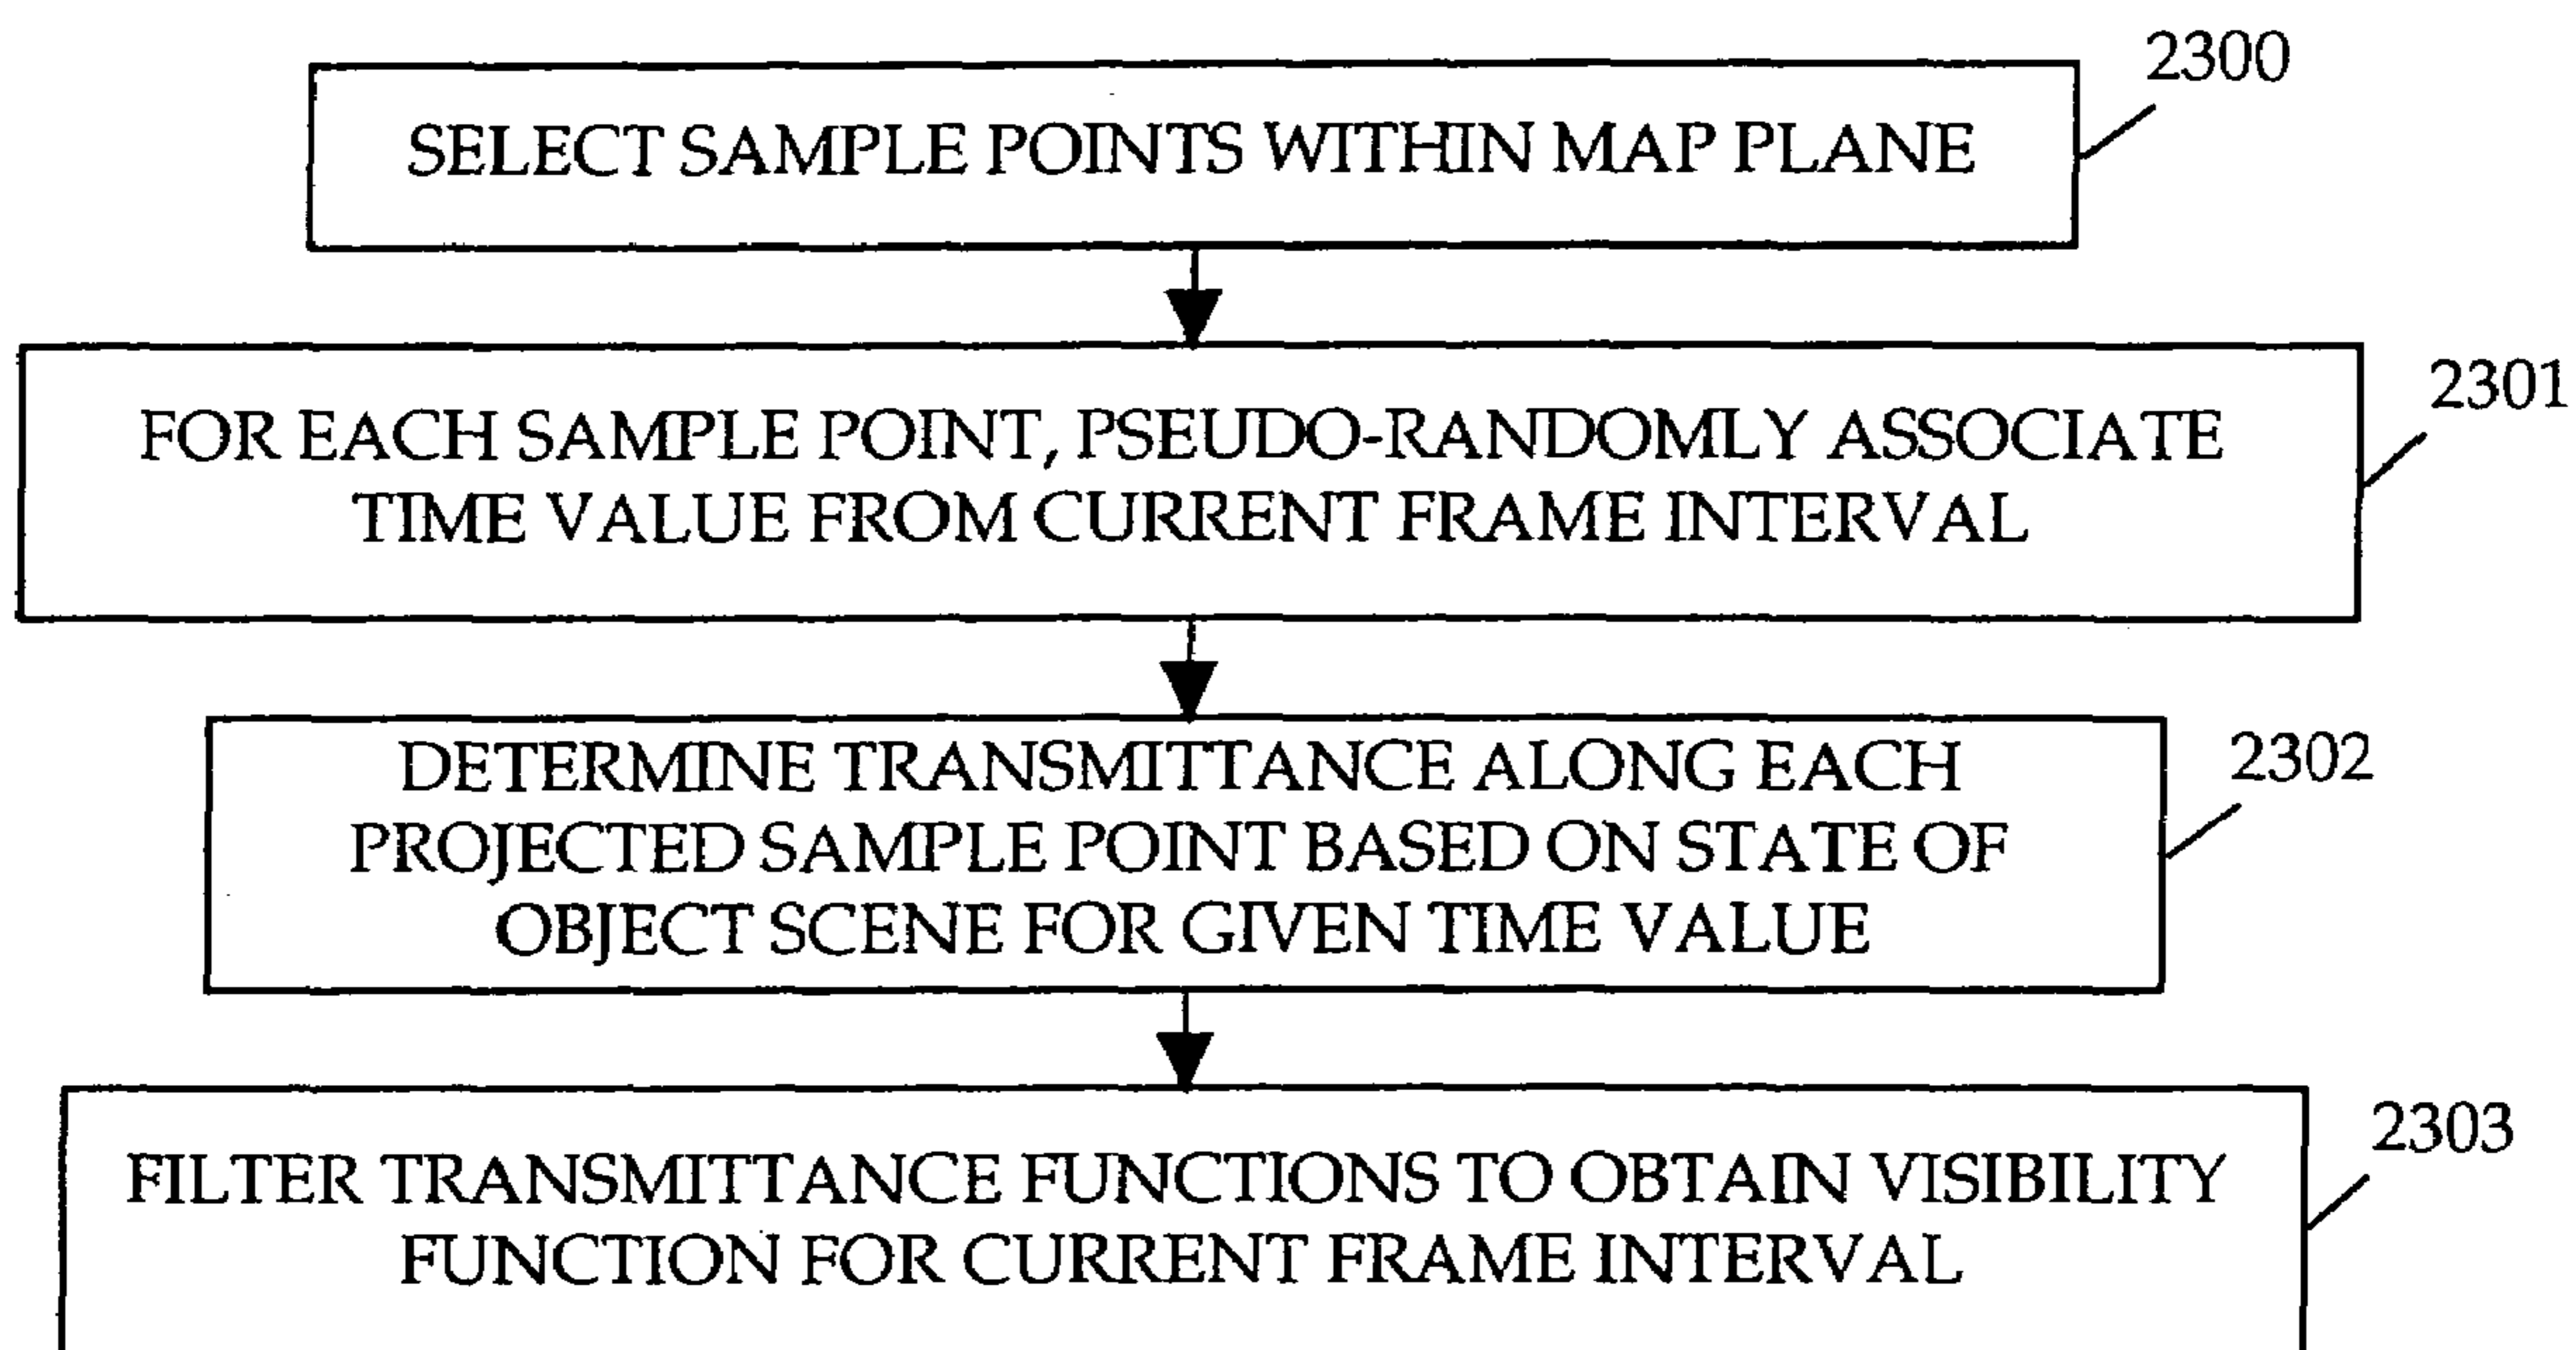 2300
SELECT SAMPLE POINTS WITHIN MAP PLANE
2301
FOR EACH SAMPLE POINT, PSEUDO-RANDOMLY ASSOCIATE
TIME VALUE FROM CURRENT FRAME INTERVAL
2302
DETERMINE TRANSMITTANCE ALONG EACH
PROJECTED SAMPLE POINT BASED ON STATE OF
OBJECT SCENE FOR GIVEN TIME VALUE
2303
FILTER TRANSMITTANCE FUNCTIONS TO OBTAIN VISIBILITY
FUNCTION FOR CURRENT FRAME INTERVAL